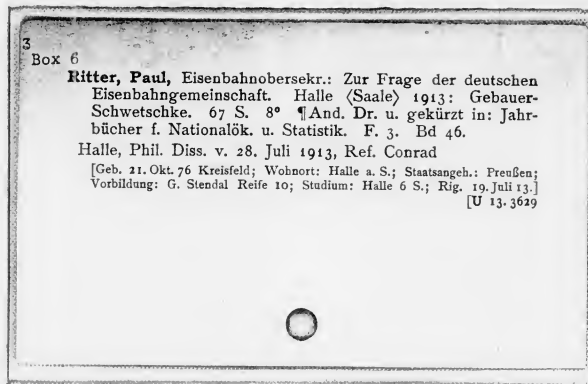 3
Box 6
Ritter, Paul, Eisenbahnobersekr.: Zur Frage der deutschen
Eisenbahngemeinschaft. Halle ⟨Saale⟩ 1913: Gebauer-
Schwetschke. 67 S. 8° ¶ And. Dr. u. gekürzt in: Jahr-
bücher f. Nationalök. u. Statistik. F. 3. Bd 46.
Halle, Phil. Diss. v. 28. Juli 1913, Ref. Conrad
[Geb. 21. Okt. 76 Kreisfeld; Wohnort: Halle a. S.; Staatsangeh.: Preußen;
Vorbildung: G. Stendal Reife 10; Studium: Halle 6 S.; Rig. 19. Juli 13.]
[U 13. 3629